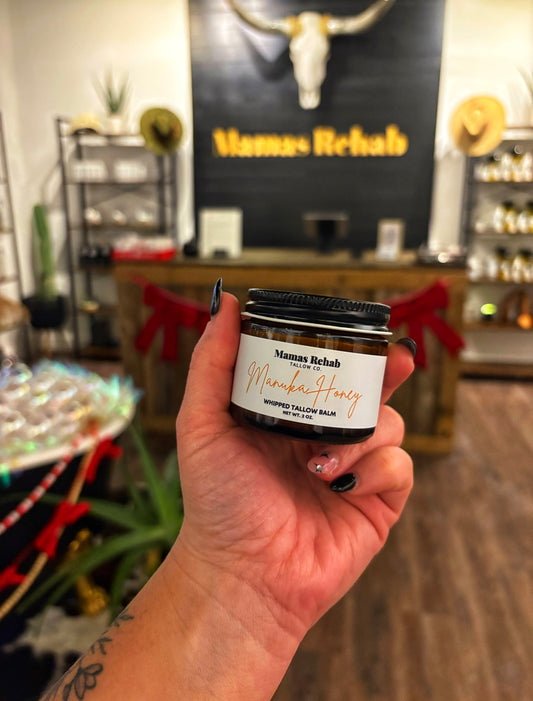 Mamas Rehab
Mamas Rehab
TALLOW CO.
Manuka Honey
WHIPPED TALLOW BALM
NET WT. 2 OZ.